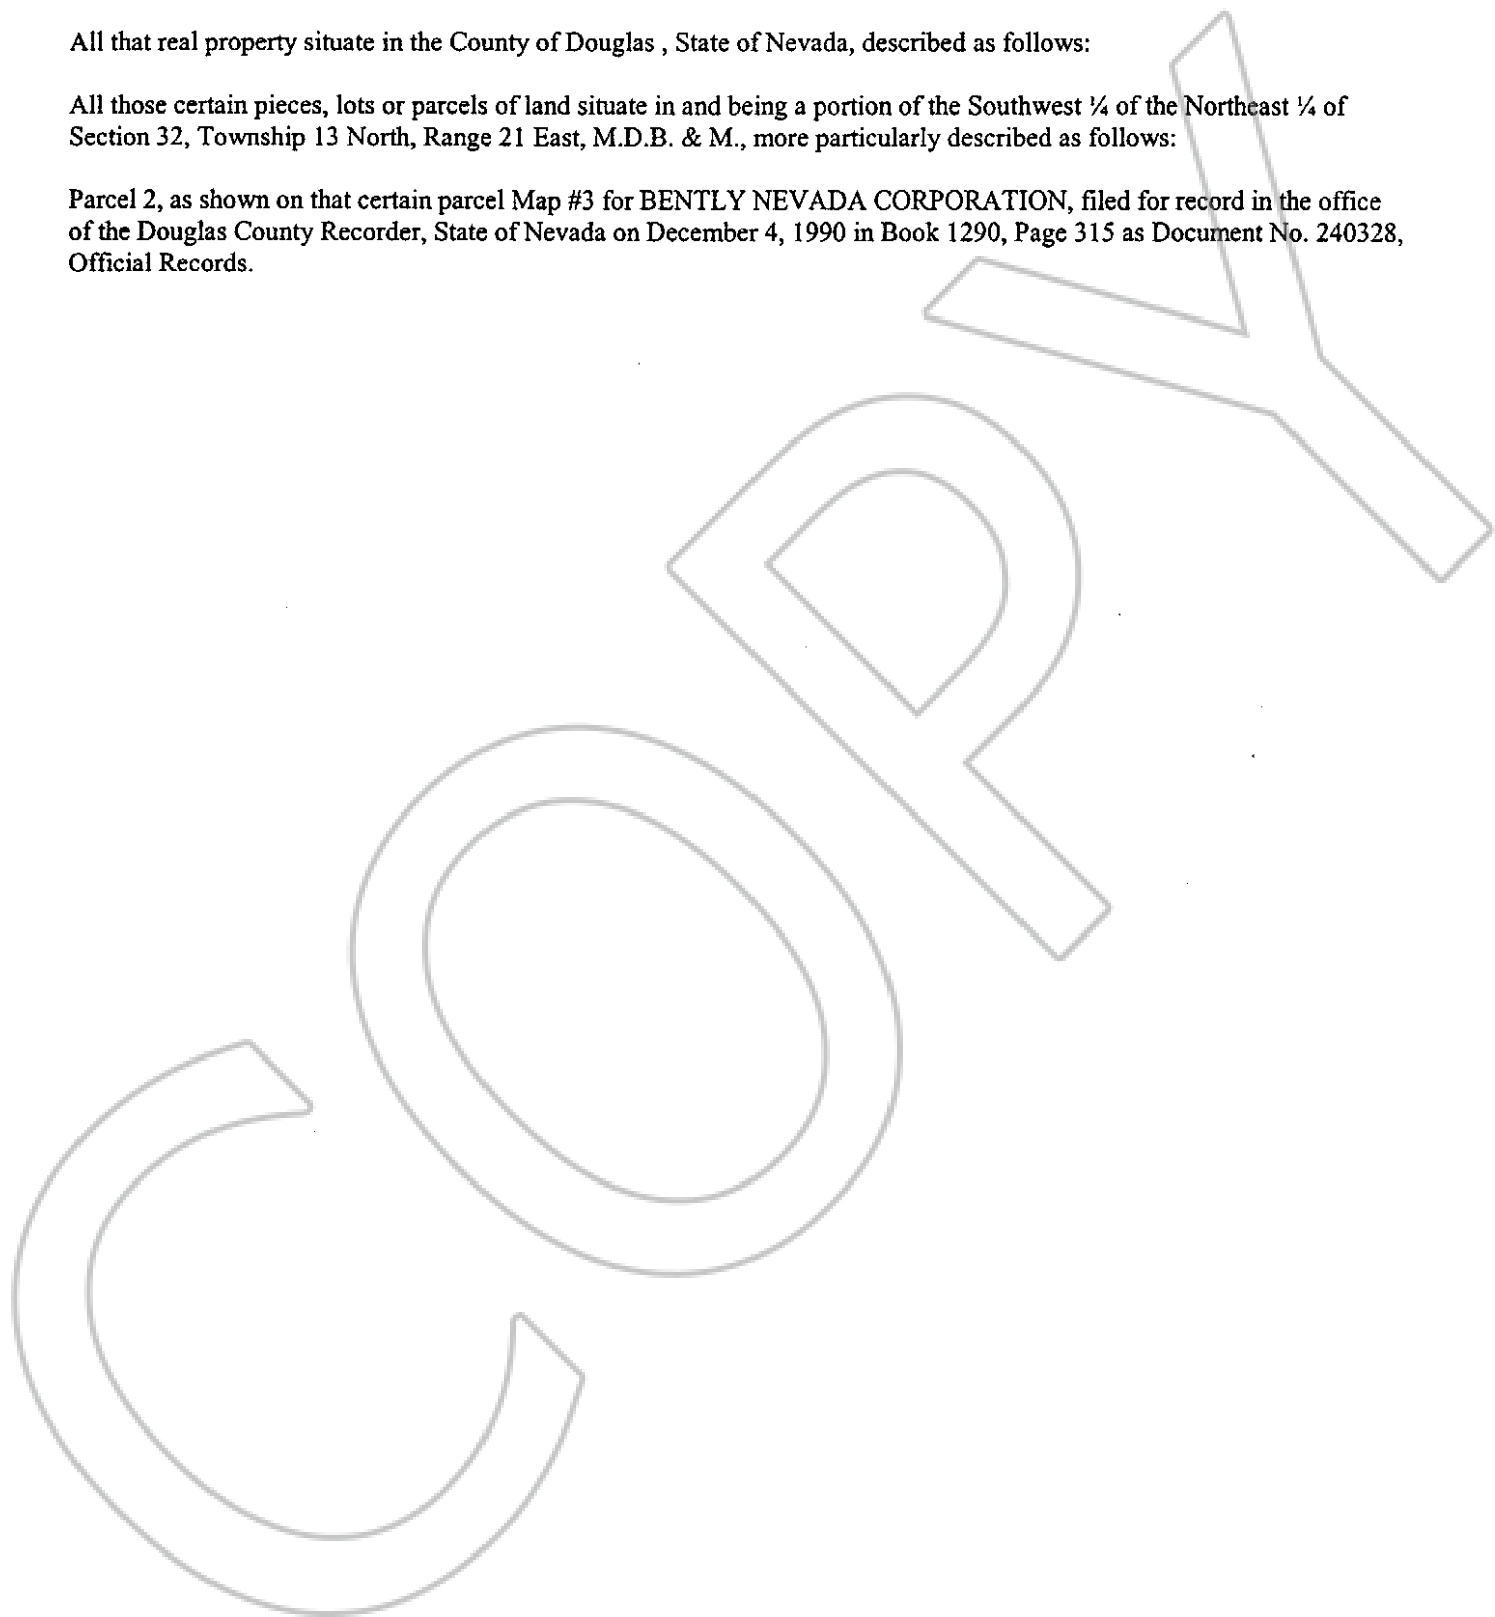 All that real property situate in the County of Douglas , State of Nevada, described as follows:
All those certain pieces, lots or parcels of land situate in and being a portion of the Southwest ¼ of the Northeast ¼ of
Section 32, Township 13 North, Range 21 East, M.D.B. & M., more particularly described as follows:
Parcel 2, as shown on that certain parcel Map #3 for BENTLY NEVADA CORPORATION, filed for record in the office
of the Douglas County Recorder, State of Nevada on December 4, 1990 in Book 1290, Page 315 as Document No. 240328,
Official Records.
COPY